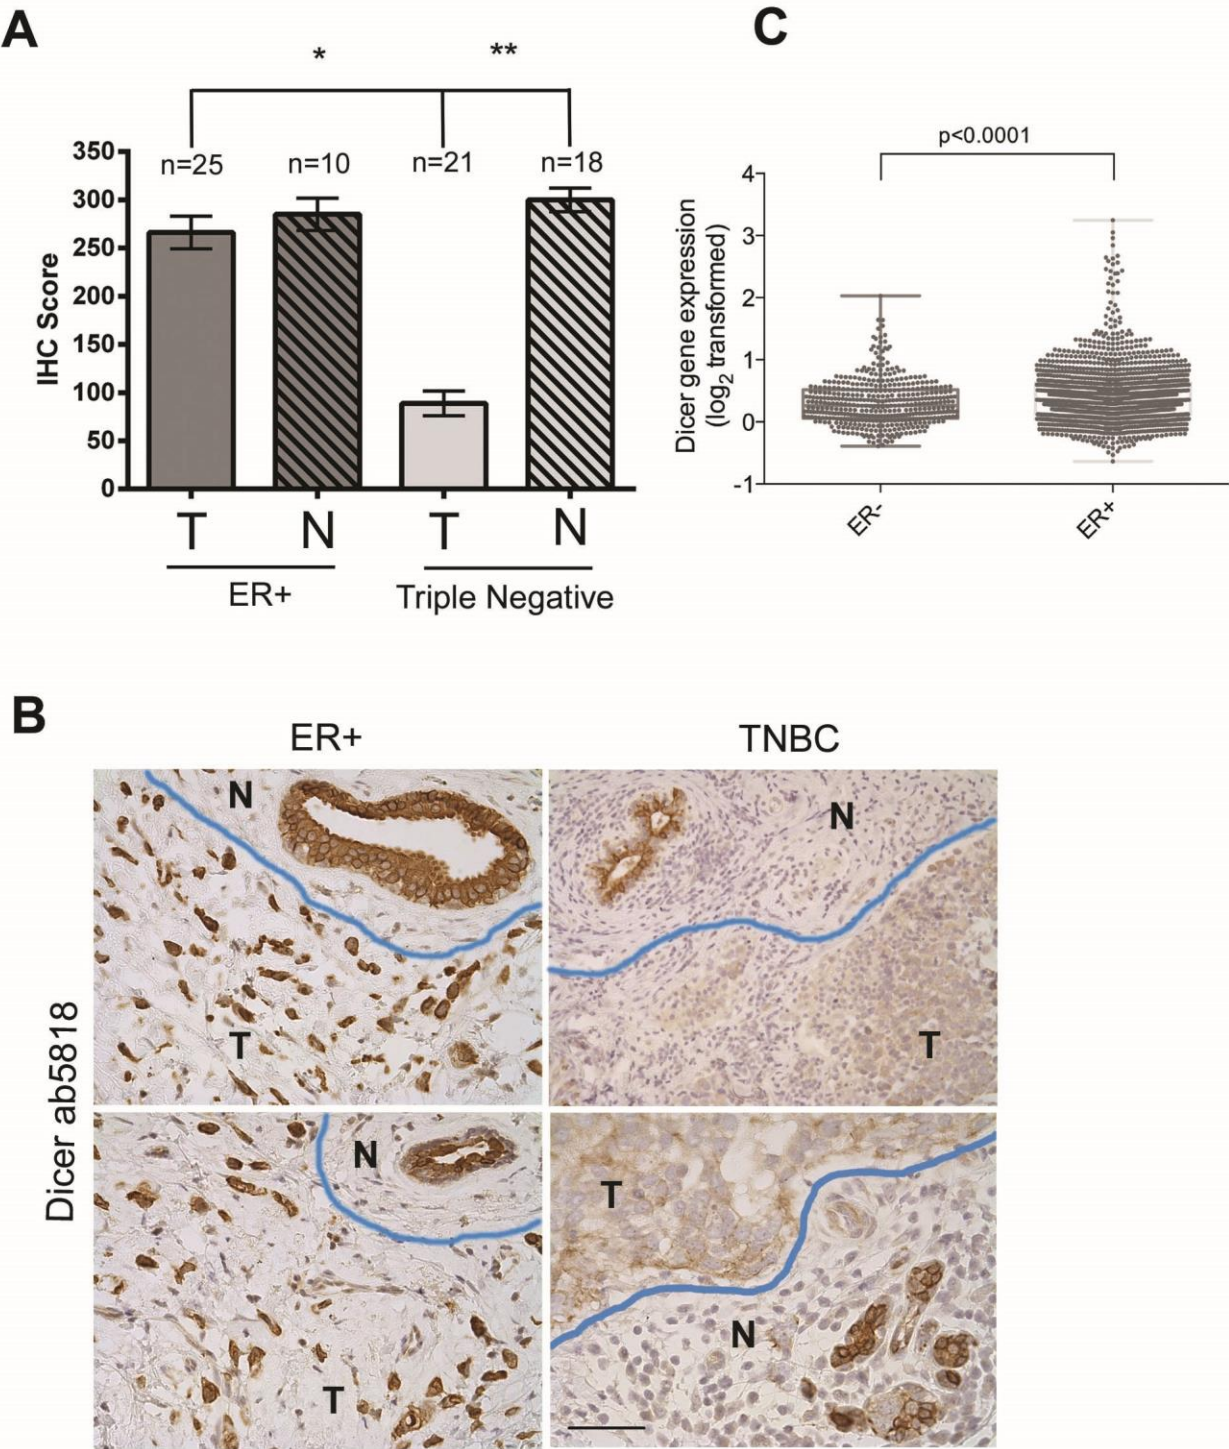 A
* **
n=25 n=10 n=21 n=18
350
300
250
200
150
100
50
0
IHC Score
T N T N
ER+ Triple Negative
C
p<0.0001
4
3
2
1
0
-1
Dicer gene expression
(log2 transformed)
ER- ER+
B
ER+ TNBC
Dicer ab5818
N
T
N
T
N
T
T
N